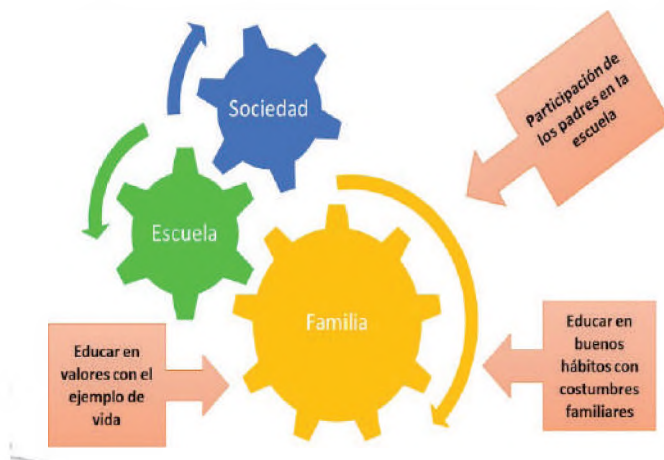 Sociedad
Participación de
los padres en la
escuela
Escuela
Familia
Educar en
valores con el
ejemplo de
vida
Educar en
buenos
hábitos con
costumbres
familiares